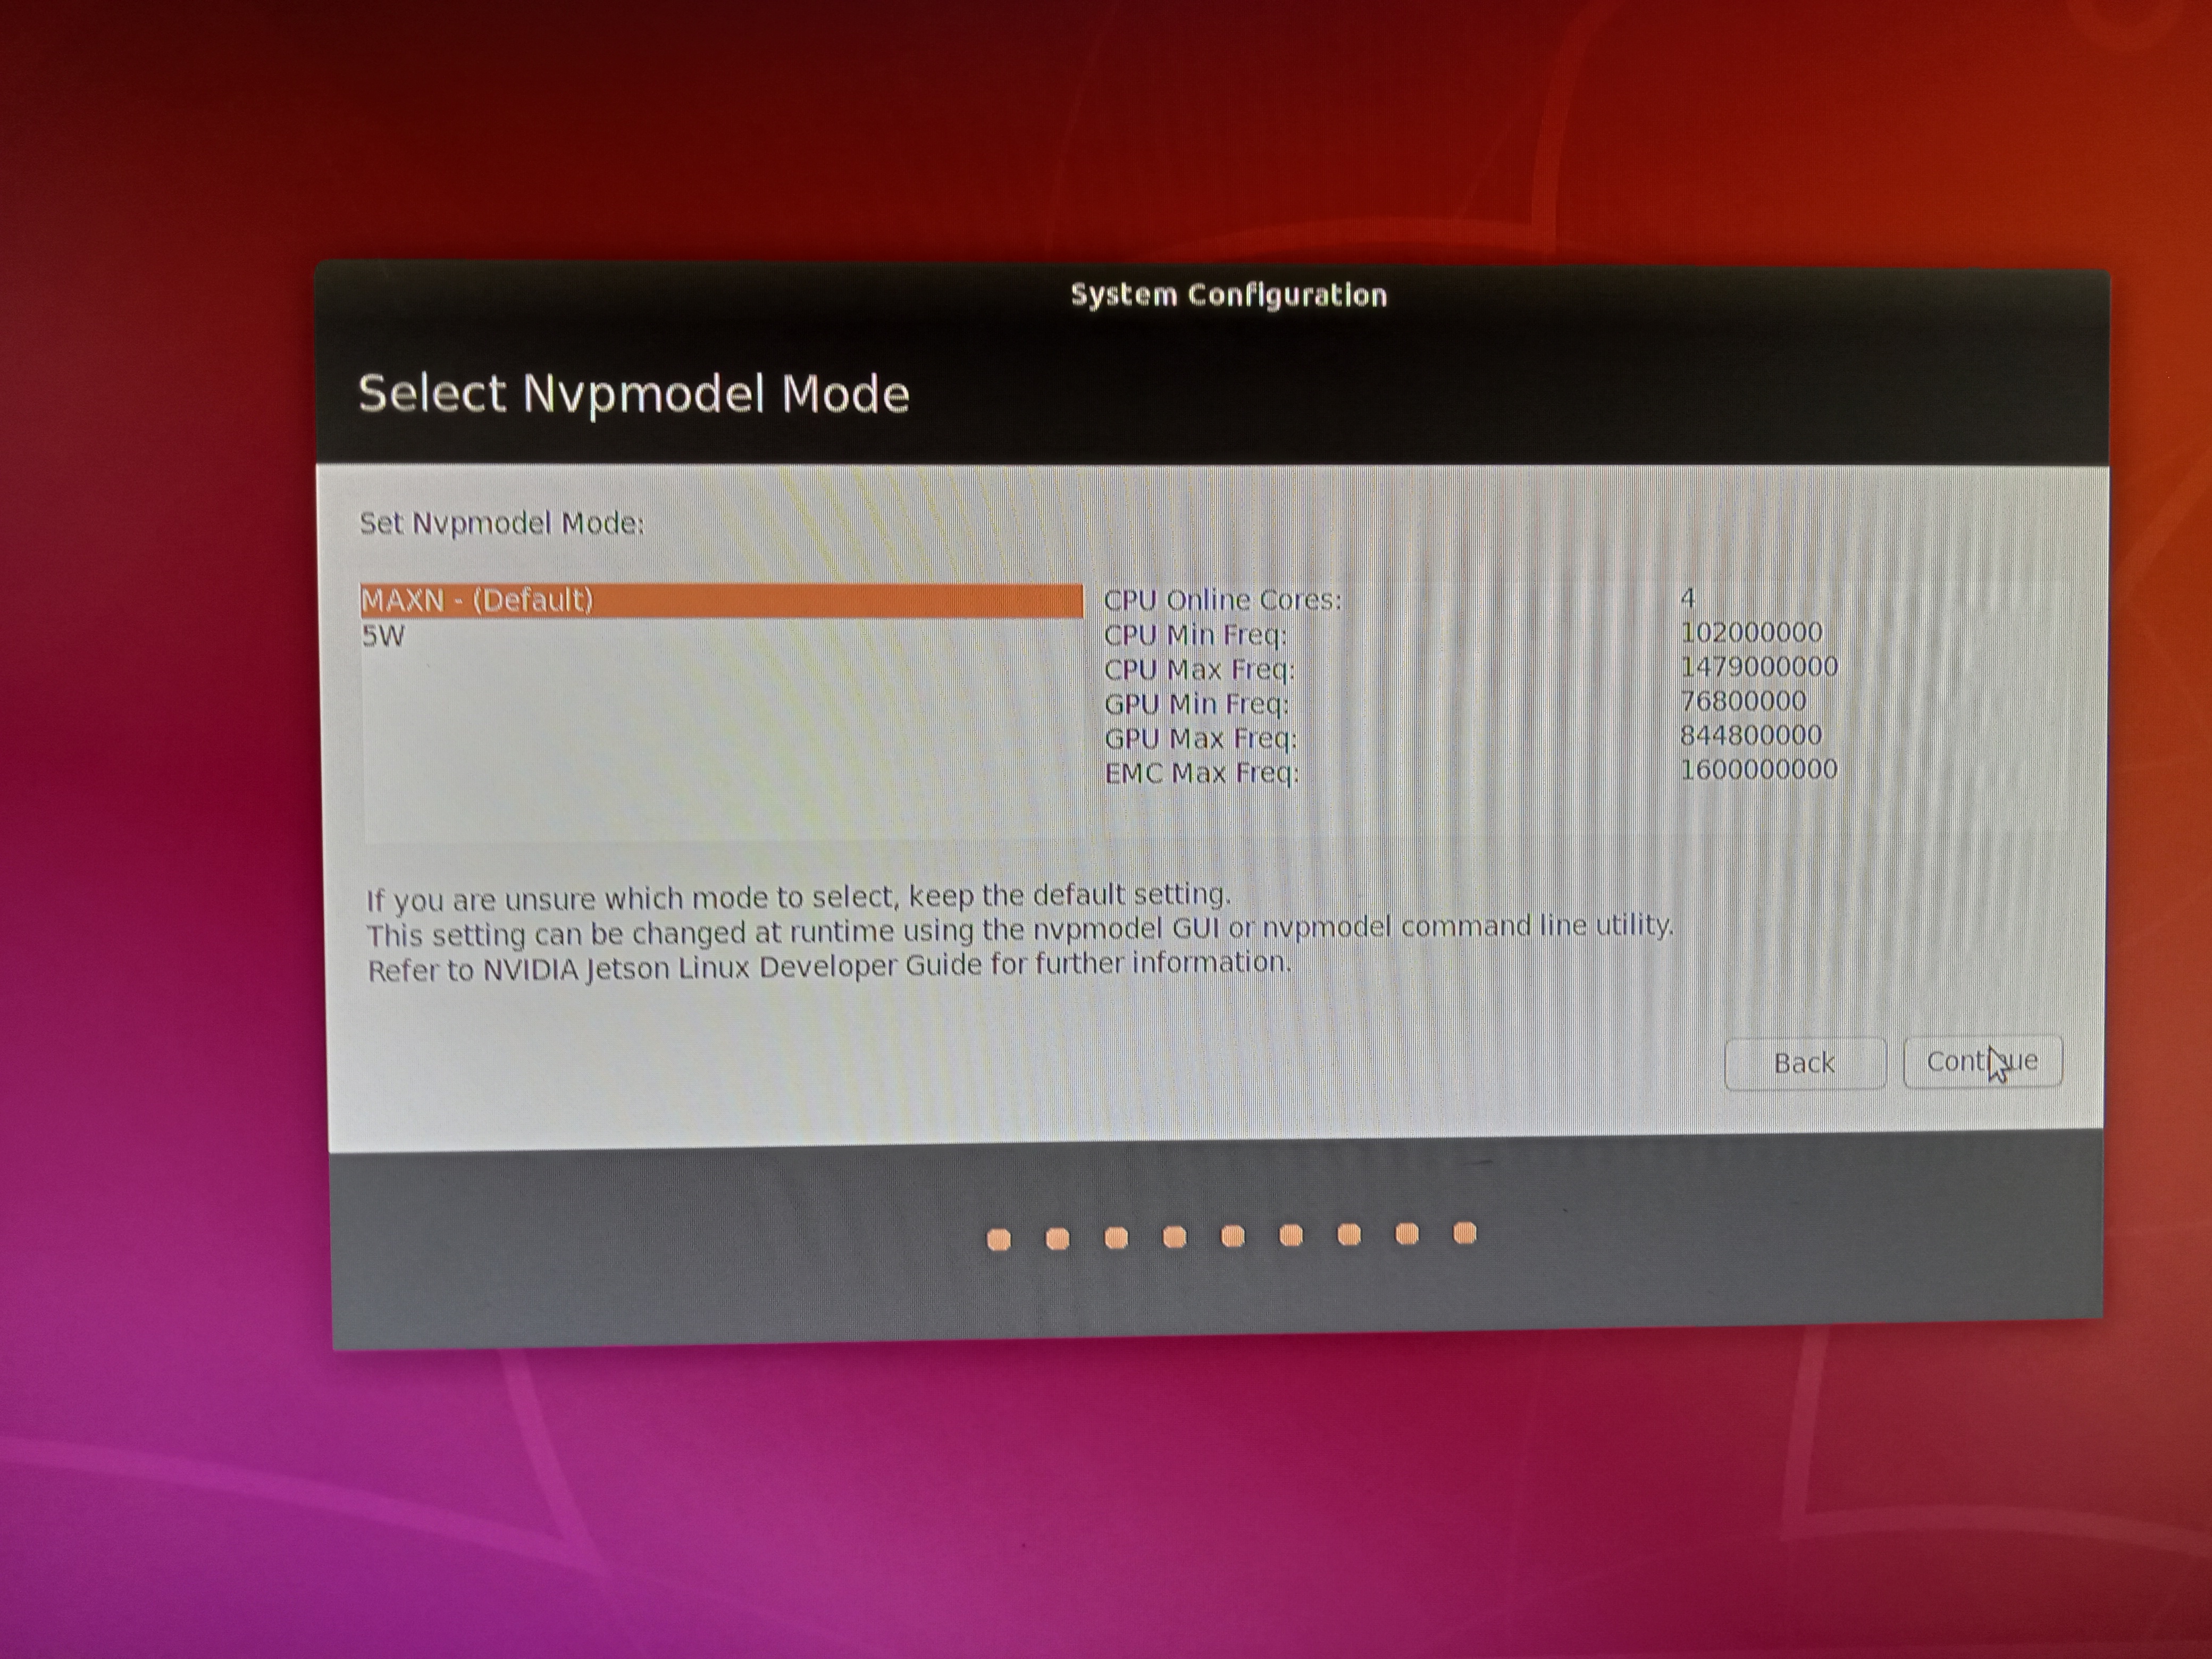 System Configuration
Select Nvpmodel Mode
Set Nvpmodel Mode:
MAXN - (Default)
5W
CPU Online Cores: 4
CPU Min Freq: 102000000
CPU Max Freq: 1479000000
GPU Min Freq: 76800000
GPU Max Freq: 844800000
EMC Max Freq: 1600000000
If you are unsure which mode to select, keep the default setting.
This setting can be changed at runtime using the nvpmodel GUI or nvpmodel command line utility.
Refer to NVIDIA Jetson Linux Developer Guide for further information.
Back
Continue